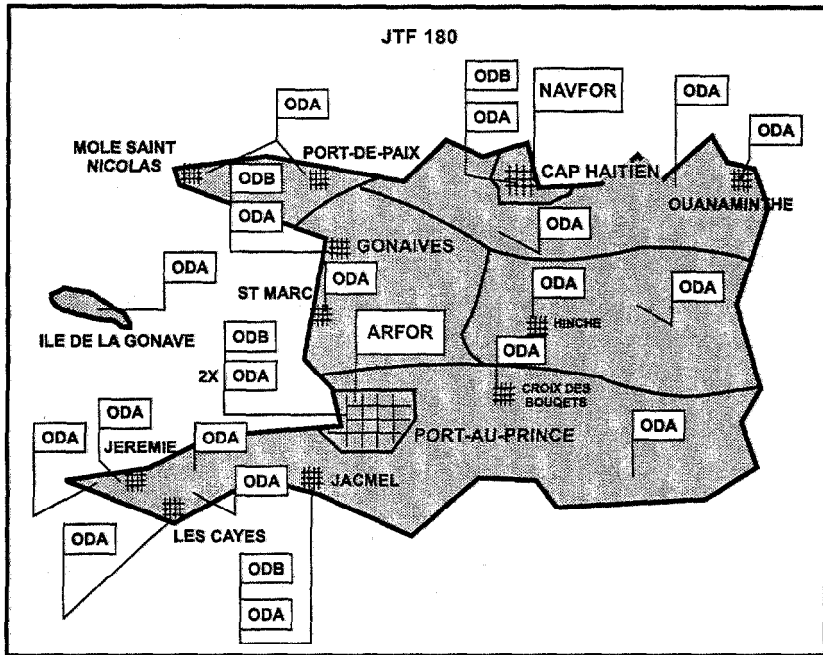 JTF 180
ODB
NAVFOR
ODA
ODA
ODA
ODA
MOLE SAINT
NICOLAS
PORT-DE-PAIX
CAP HAITIEN
OUANAMINTHE
ODB
ODA
GONAIVES
ODA
ODA
ST MARC
ODA
ODA
ODA
HINCHE
ILE DE LA GONAVE
ODB
ARFOR
ODA
2X
ODA
CROIX DES
BOUQETS
ODA
ODA
JEREMIE
ODA
PORT-AU-PRINCE
ODA
ODA
JACMEL
LES CAYES
ODA
ODB
ODA